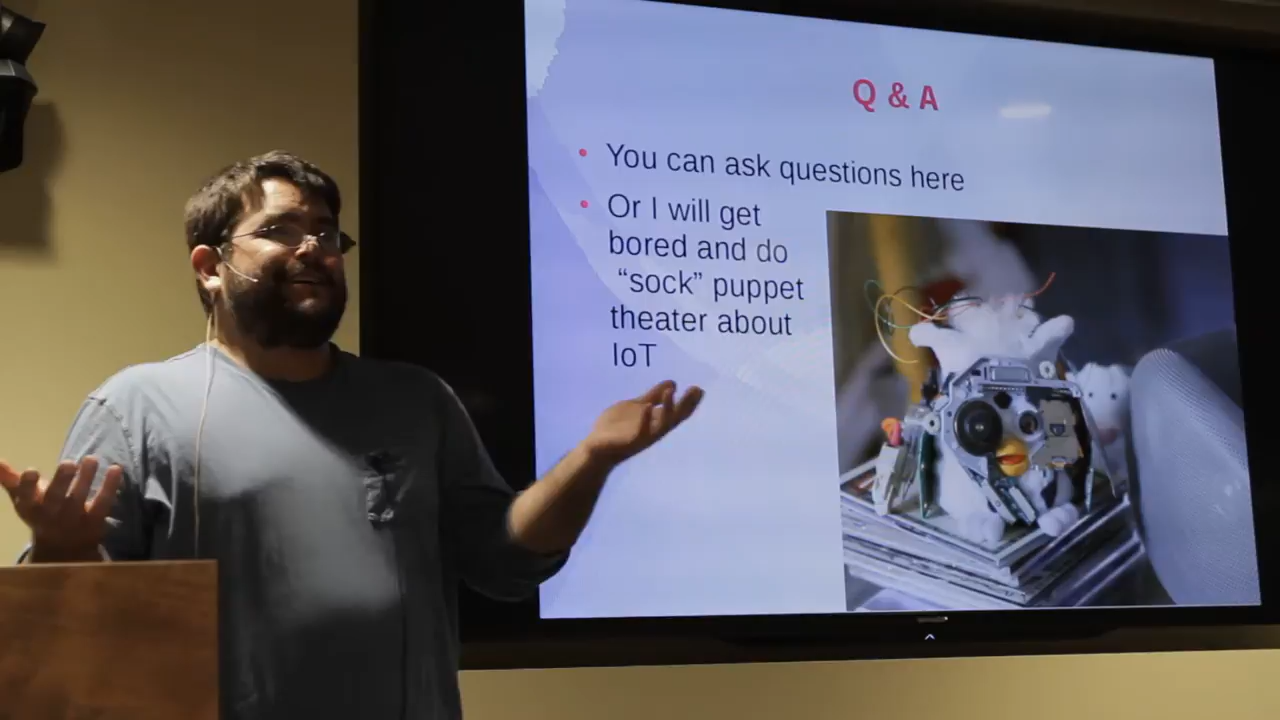 Q & A
You can ask questions here
Or I will get
bored and do
“sock” puppet
theater about
IoT